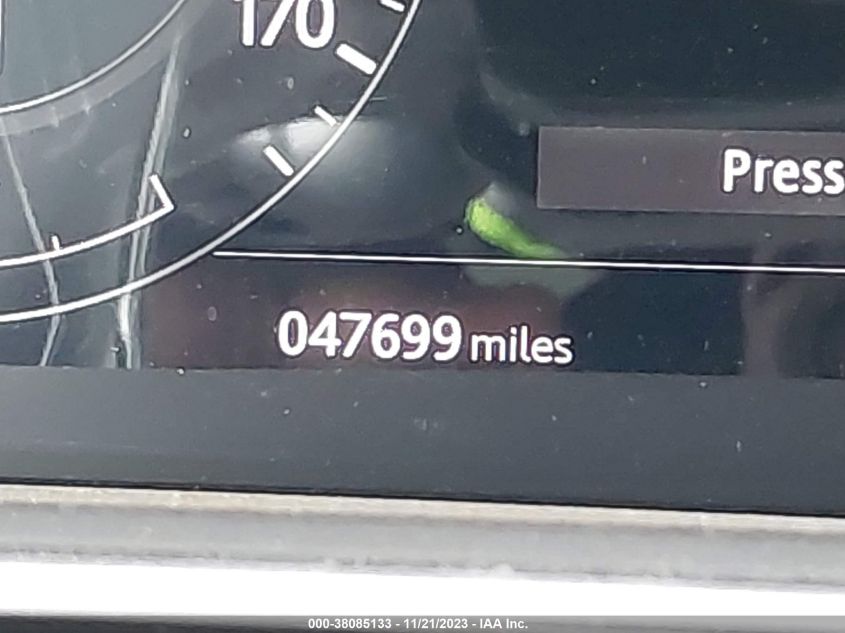 170
Press
047699 miles
000-38085133 - 11/21/2023 - IAA Inc.